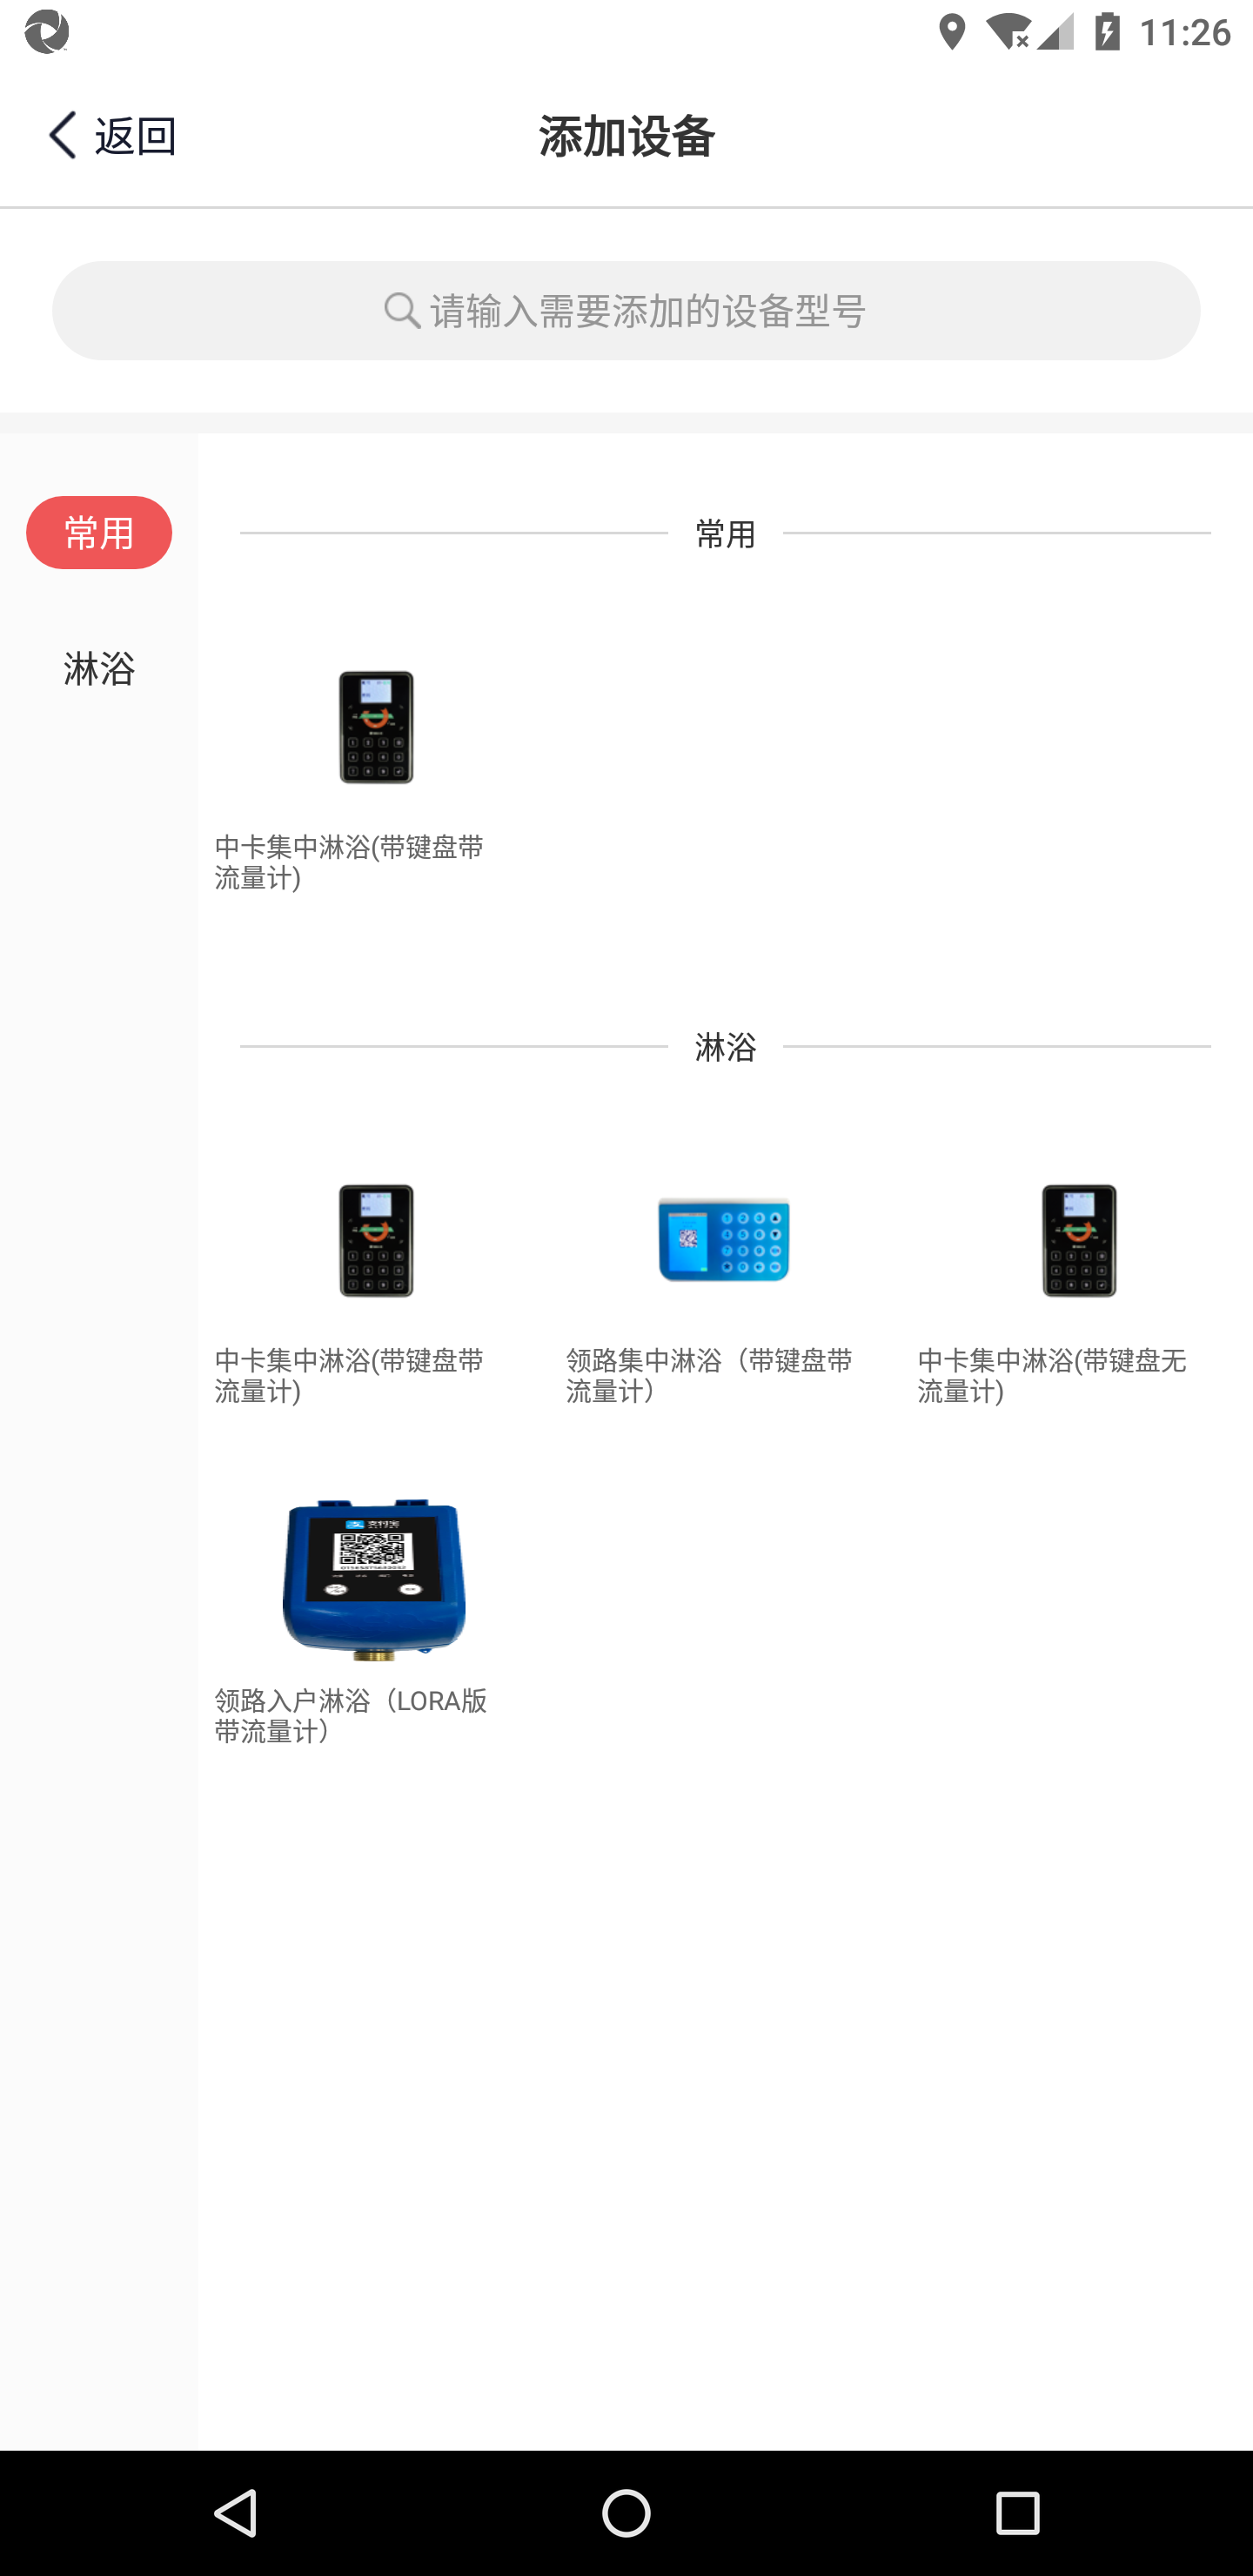 11:26
返回
添加设备
请输入需要添加的设备型号
常用
淋浴
常用
中卡集中淋浴(带键盘带
流量计)
淋浴
中卡集中淋浴(带键盘带
流量计)
领路集中淋浴（带键盘带
流量计）
中卡集中淋浴(带键盘无
流量计)
支付宝
领路入户淋浴（LORA版
带流量计）